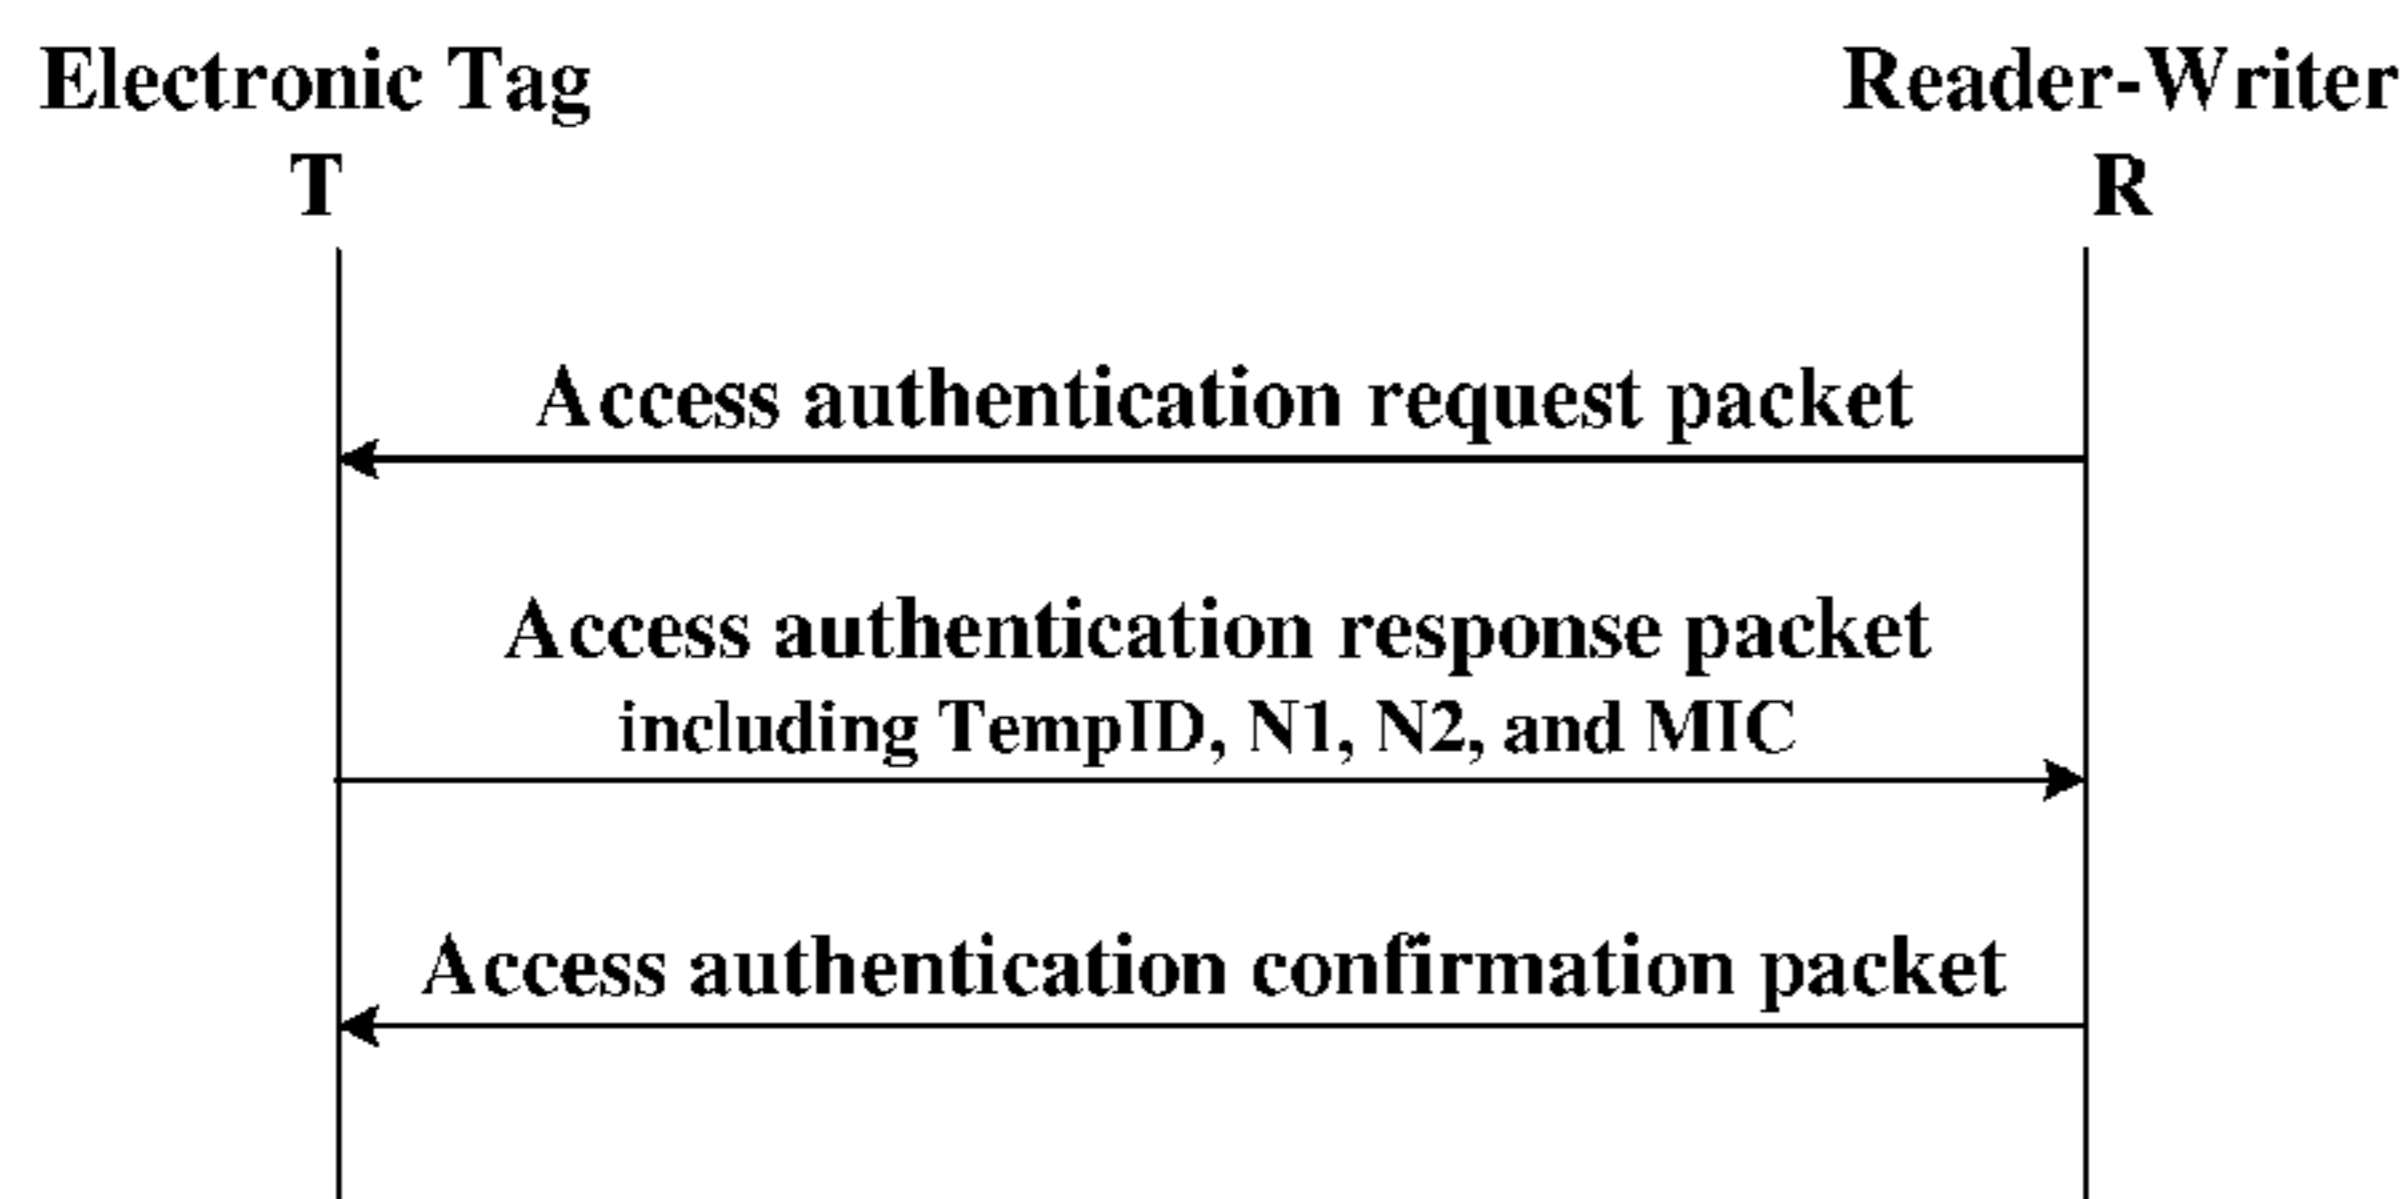 Electronic Tag
Reader-Writer
T
R
Access authentication request packet
Access authentication response packet
including TempID, N1, N2, and MIC
Access authentication confirmation packet